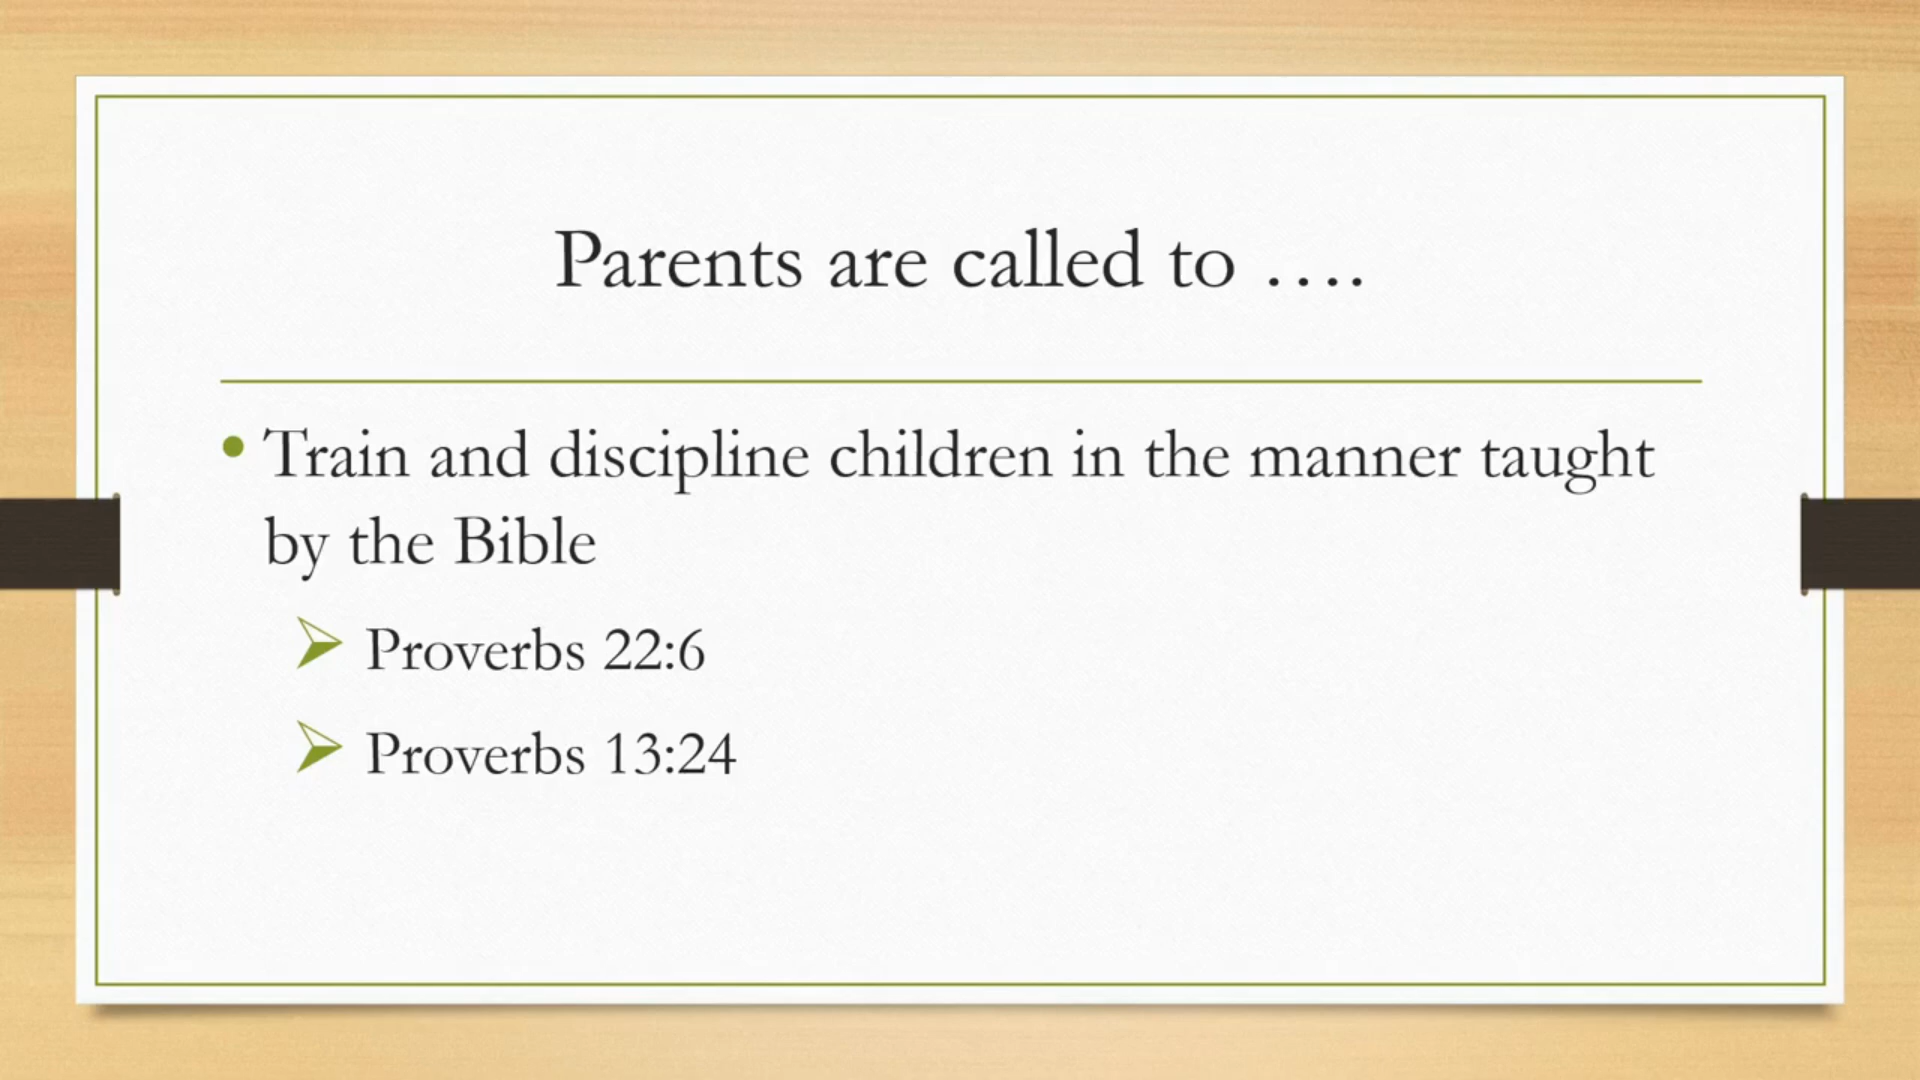 Parents are called to ….
• Train and discipline children in the manner taught
by the Bible
➢ Proverbs 22:6
➢ Proverbs 13:24